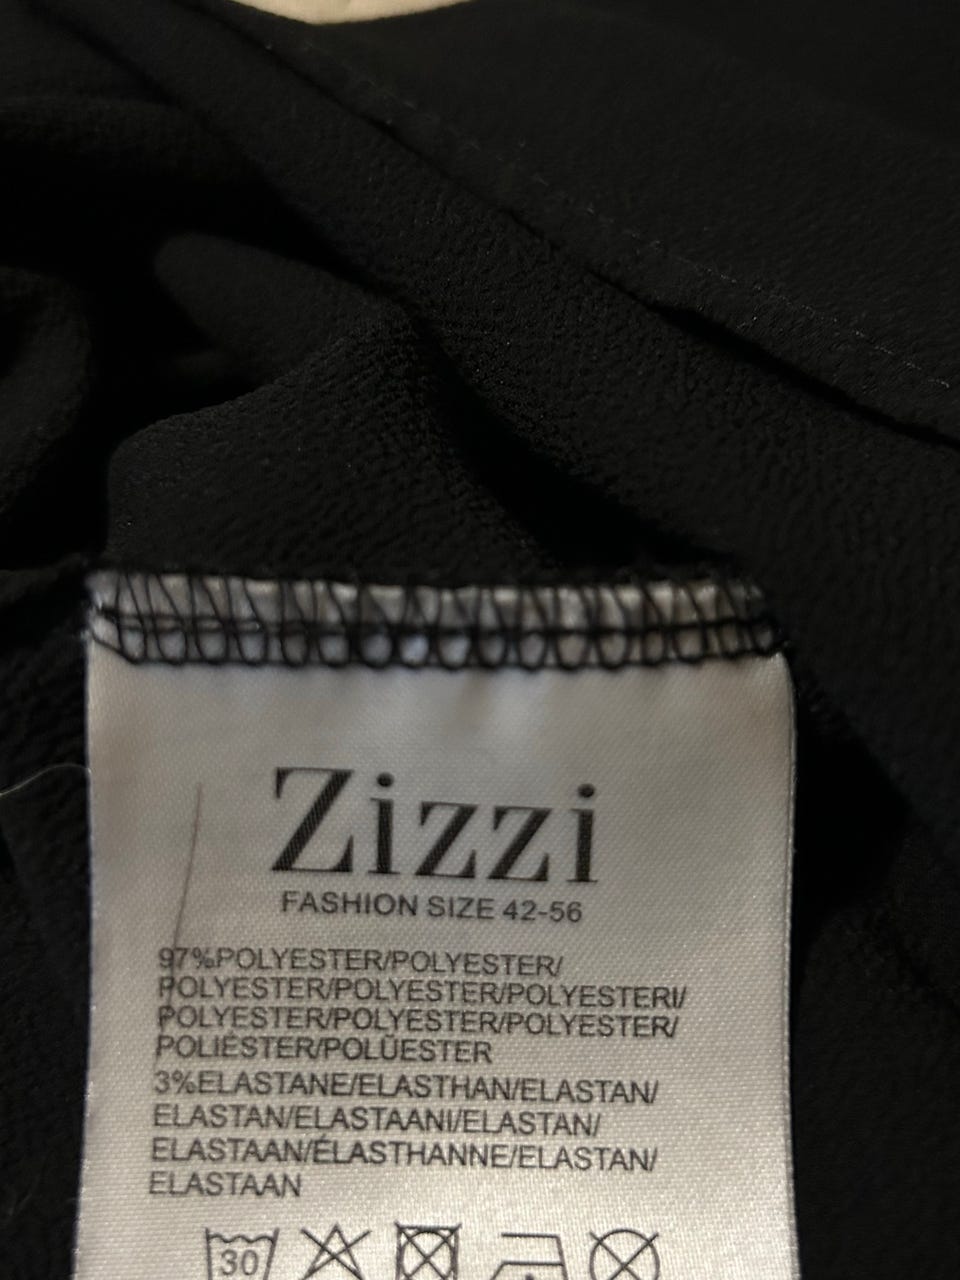 Zizzi
FASHION SIZE 42-56
97%POLYESTER/POLYESTER/
POLYESTER/POLYESTER/POLYESTERI/
POLYESTER/POLYESTER/POLYESTER/
POLIÉSTER/POLÜESTER
3%ELASTANE/ELASTHAN/ELASTAN/
ELASTAN/ELASTAANI/ELASTAN/
ELASTAAN/ÉLASTHANNE/ELASTAN/
ELASTAAN
30